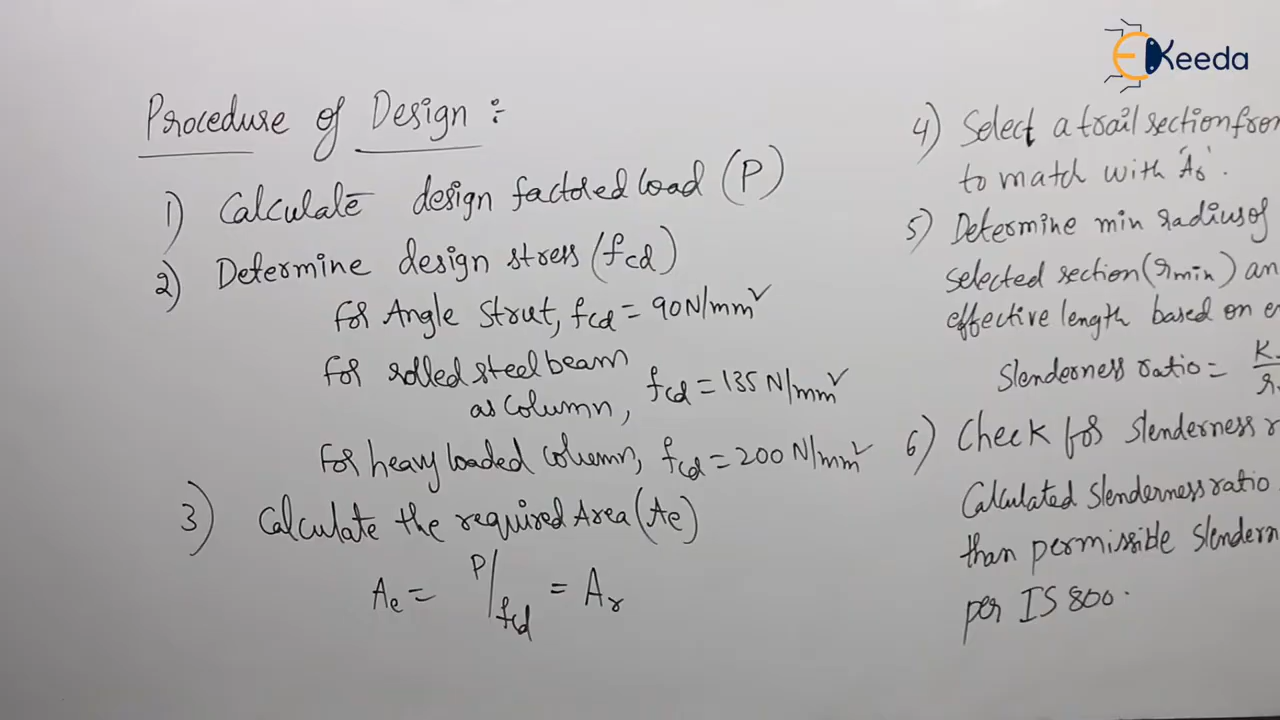 EKeeda
Procedure of Design :-
1) Calculate design factored load (P)
2) Determine design stress (fcd)
for Angle Strut, fcd = 90N/mm²
for rolled steel beam
as column, fcd = 135 N/mm²
for heavy loaded column, fcd = 200 N/mm²
3) Calculate the required Area (Ae)
Ae = P/fcd = Ar
4) Select a trail section from
to match with 'Ar'.
5) Determine min radius of
selected section (rmin) an
effective length based on e
Slenderness ratio = K
r
6) Check for slenderness r
Calculated slenderness ratio
than permissible slendern
per IS 800.